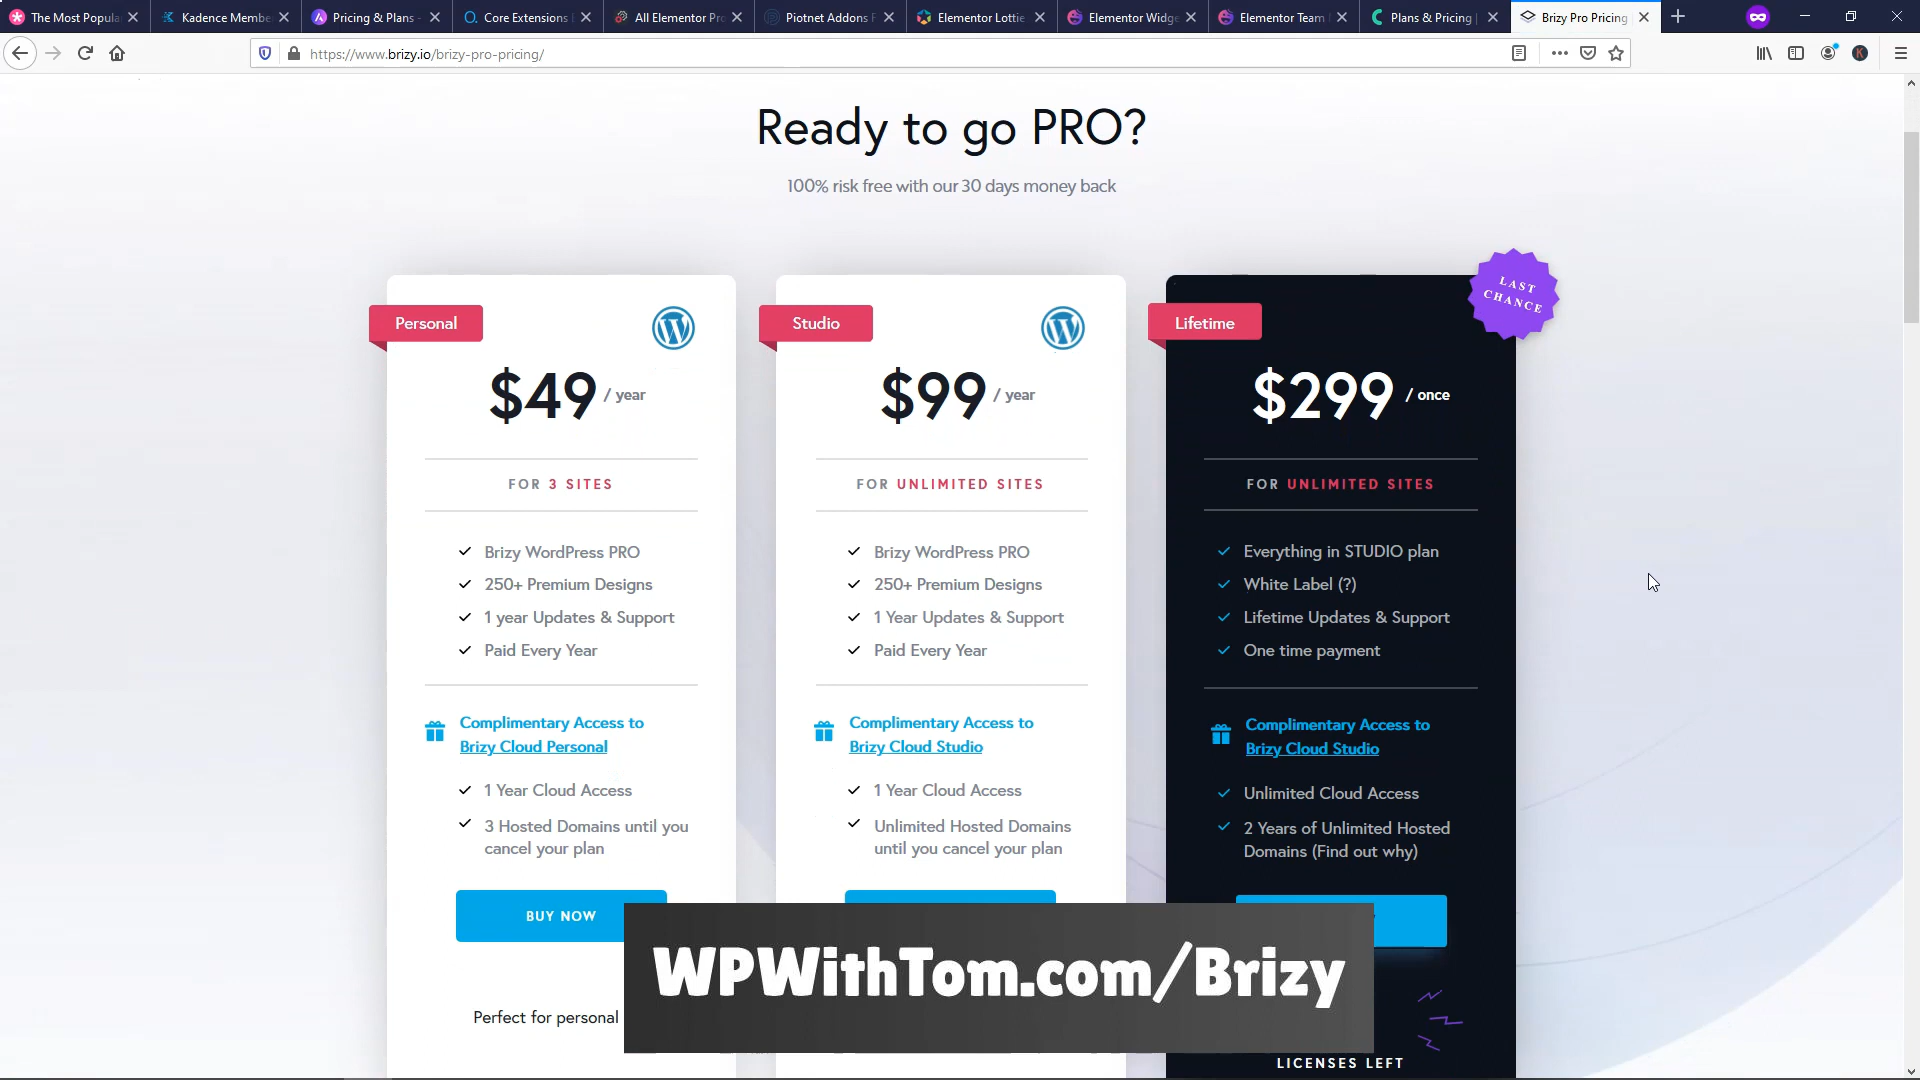 The Most Popula
Kadence Membe
Pricing & Plans -
Core Extensions
All Elementor Pro
Piotnet Addons F
Elementor Lottie
Elementor Widge
Elementor Team
Plans & Pricing |
Brizy Pro Pricing
https://www.brizy.io/brizy-pro-pricing/
K
Ready to go PRO?
100% risk free with our 30 days money back
LAST
CHANCE
Personal
$49 / year
FOR 3 SITES
Brizy WordPress PRO
250+ Premium Designs
1 year Updates & Support
Paid Every Year
Complimentary Access to
Brizy Cloud Personal
1 Year Cloud Access
3 Hosted Domains until you
cancel your plan
BUY NOW
Perfect for personal
Studio
$99 / year
FOR UNLIMITED SITES
Brizy WordPress PRO
250+ Premium Designs
1 Year Updates & Support
Paid Every Year
Complimentary Access to
Brizy Cloud Studio
1 Year Cloud Access
Unlimited Hosted Domains
until you cancel your plan
Lifetime
$299 / once
FOR UNLIMITED SITES
Everything in STUDIO plan
White Label (?)
Lifetime Updates & Support
One time payment
Complimentary Access to
Brizy Cloud Studio
Unlimited Cloud Access
2 Years of Unlimited Hosted
Domains (Find out why)
LICENSES LEFT
WPWithTom.com/Brizy